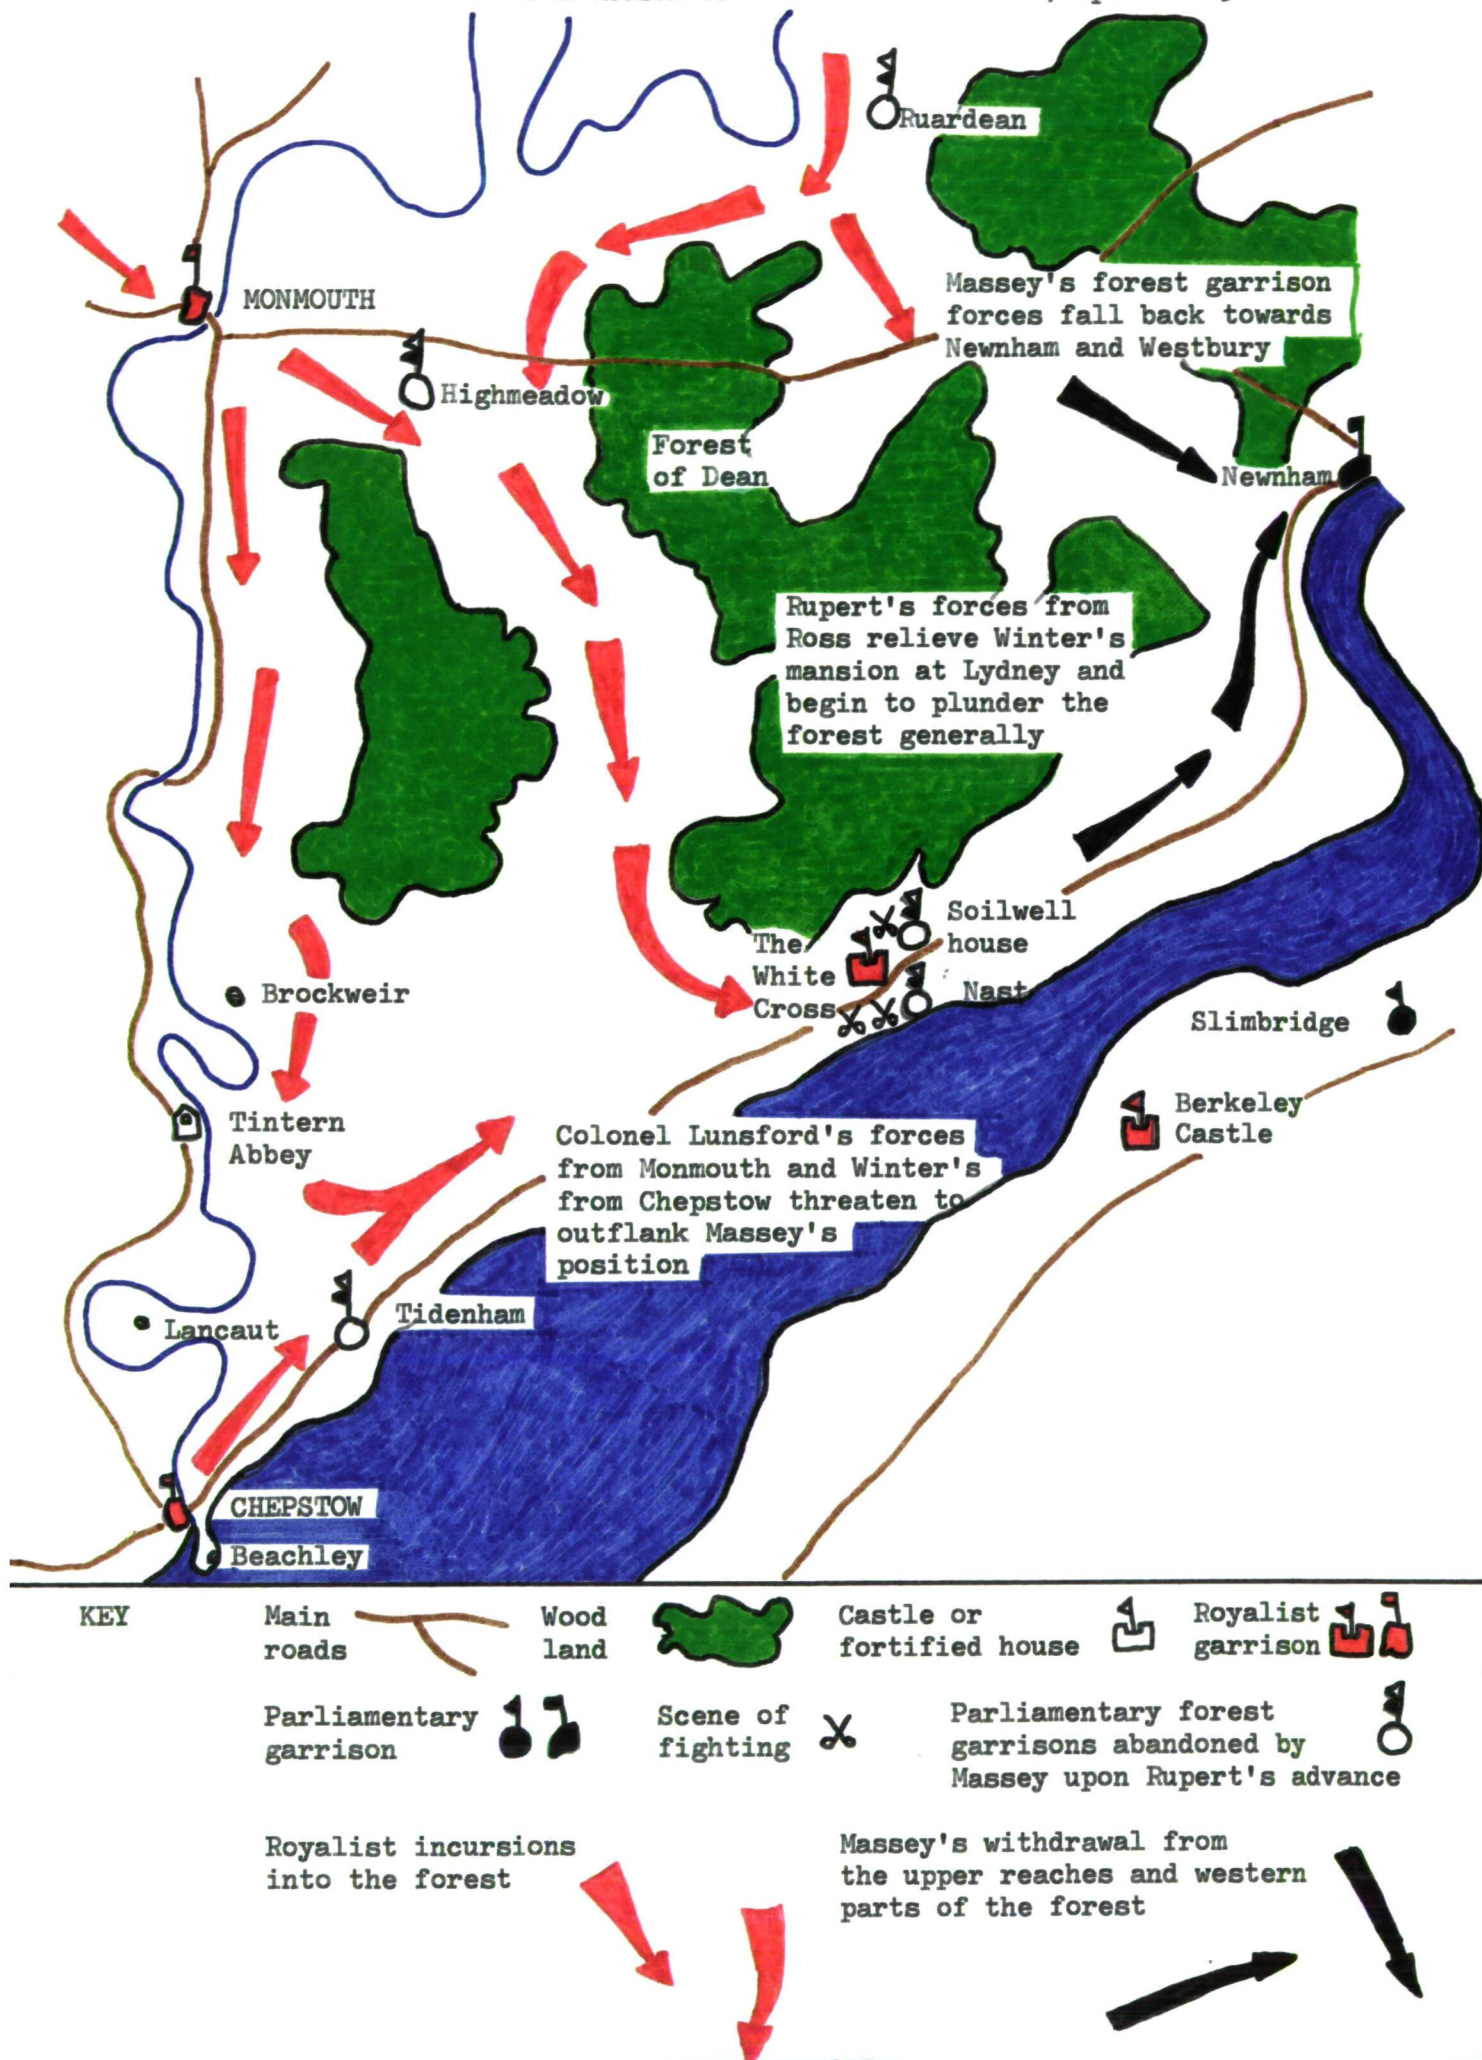 Ruardean
MONMOUTH
Massey's forest garrison
forces fall back towards
Newnham and Westbury
Highmeadow
Forest
of Dean
Newnham
Rupert's forces from
Ross relieve Winter's
mansion at Lydney and
begin to plunder the
forest generally
Soilwell
house
The
White
Cross
Nast
Brockweir
Slimbridge
Berkeley
Castle
Tintern
Abbey
Colonel Lunsford's forces
from Monmouth and Winter's
from Chepstow threaten to
outflank Massey's
position
Tidenham
Lancaut
CHEPSTOW
Beachley
KEY
Main
roads
Wood
land
Castle or
fortified house
Royalist
garrison
Parliamentary
garrison
Scene of
fighting
Parliamentary forest
garrisons abandoned by
Massey upon Rupert's advance
Royalist incursions
into the forest
Massey's withdrawal from
the upper reaches and western
parts of the forest